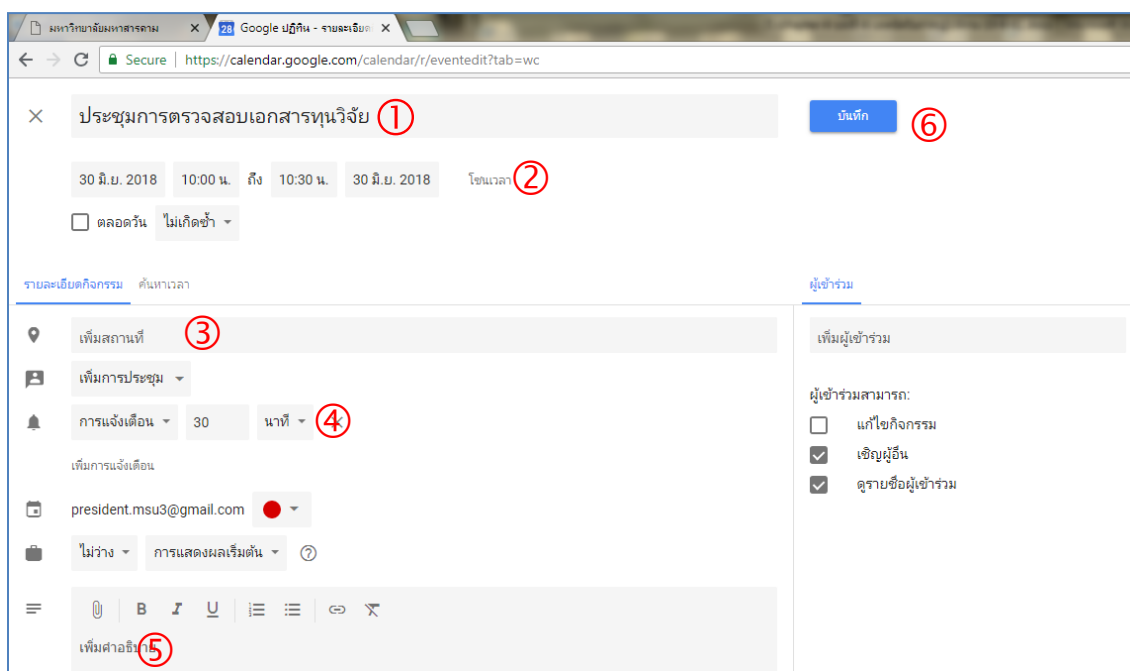 มหาวิทยาลัยมหาสารคาม
28 Google ปฏิทิน - รายละเอีย
Secure https://calendar.google.com/calendar/r/eventedit?tab=wc
ประชุมการตรวจสอบเอกสารทุนวิจัย ① บันทึก ⑥
30 มิ.ย. 2018 10:00 น. ถึง 10:30 น. 30 มิ.ย. 2018 โซนเวลา ②
ตลอดวัน ไม่เกิดซ้ำ
รายละเอียดกิจกรรม ค้นหาเวลา ผู้เข้าร่วม
เพิ่มสถานที่ ③ เพิ่มผู้เข้าร่วม
เพิ่มการประชุม
ผู้เข้าร่วมสามารถ:
การแจ้งเตือน 30 นาที ④ แก้ไขกิจกรรม
เชิญผู้อื่น
เพิ่มการแจ้งเตือน
ดูรายชื่อผู้เข้าร่วม
president.msu3@gmail.com
ไม่ว่าง การแสดงผลเริ่มต้น ?
B I U
เพิ่มคำอธิบาย ⑤